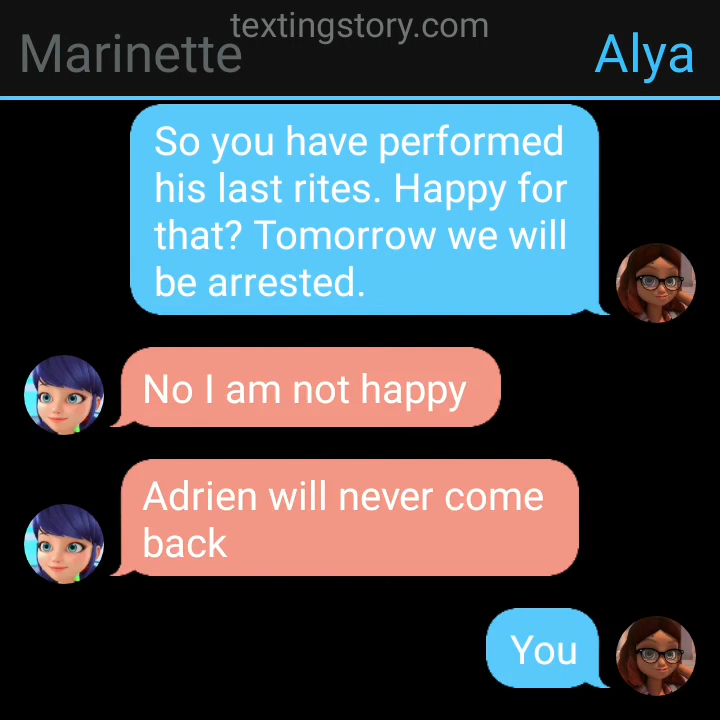 textingstory.com
Marinette
Alya
So you have performed
his last rites. Happy for
that? Tomorrow we will
be arrested.
No I am not happy
Adrien will never come
back
You